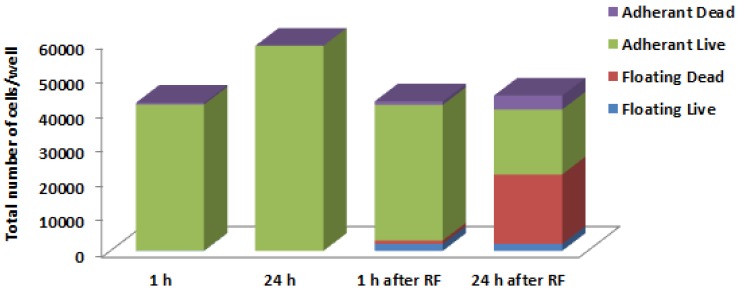 Adherant Dead
Adherant Live
Floating Dead
Floating Live
Total number of cells/well
60000
50000
40000
30000
20000
10000
0
1 h
24 h
1 h after RF
24 h after RF